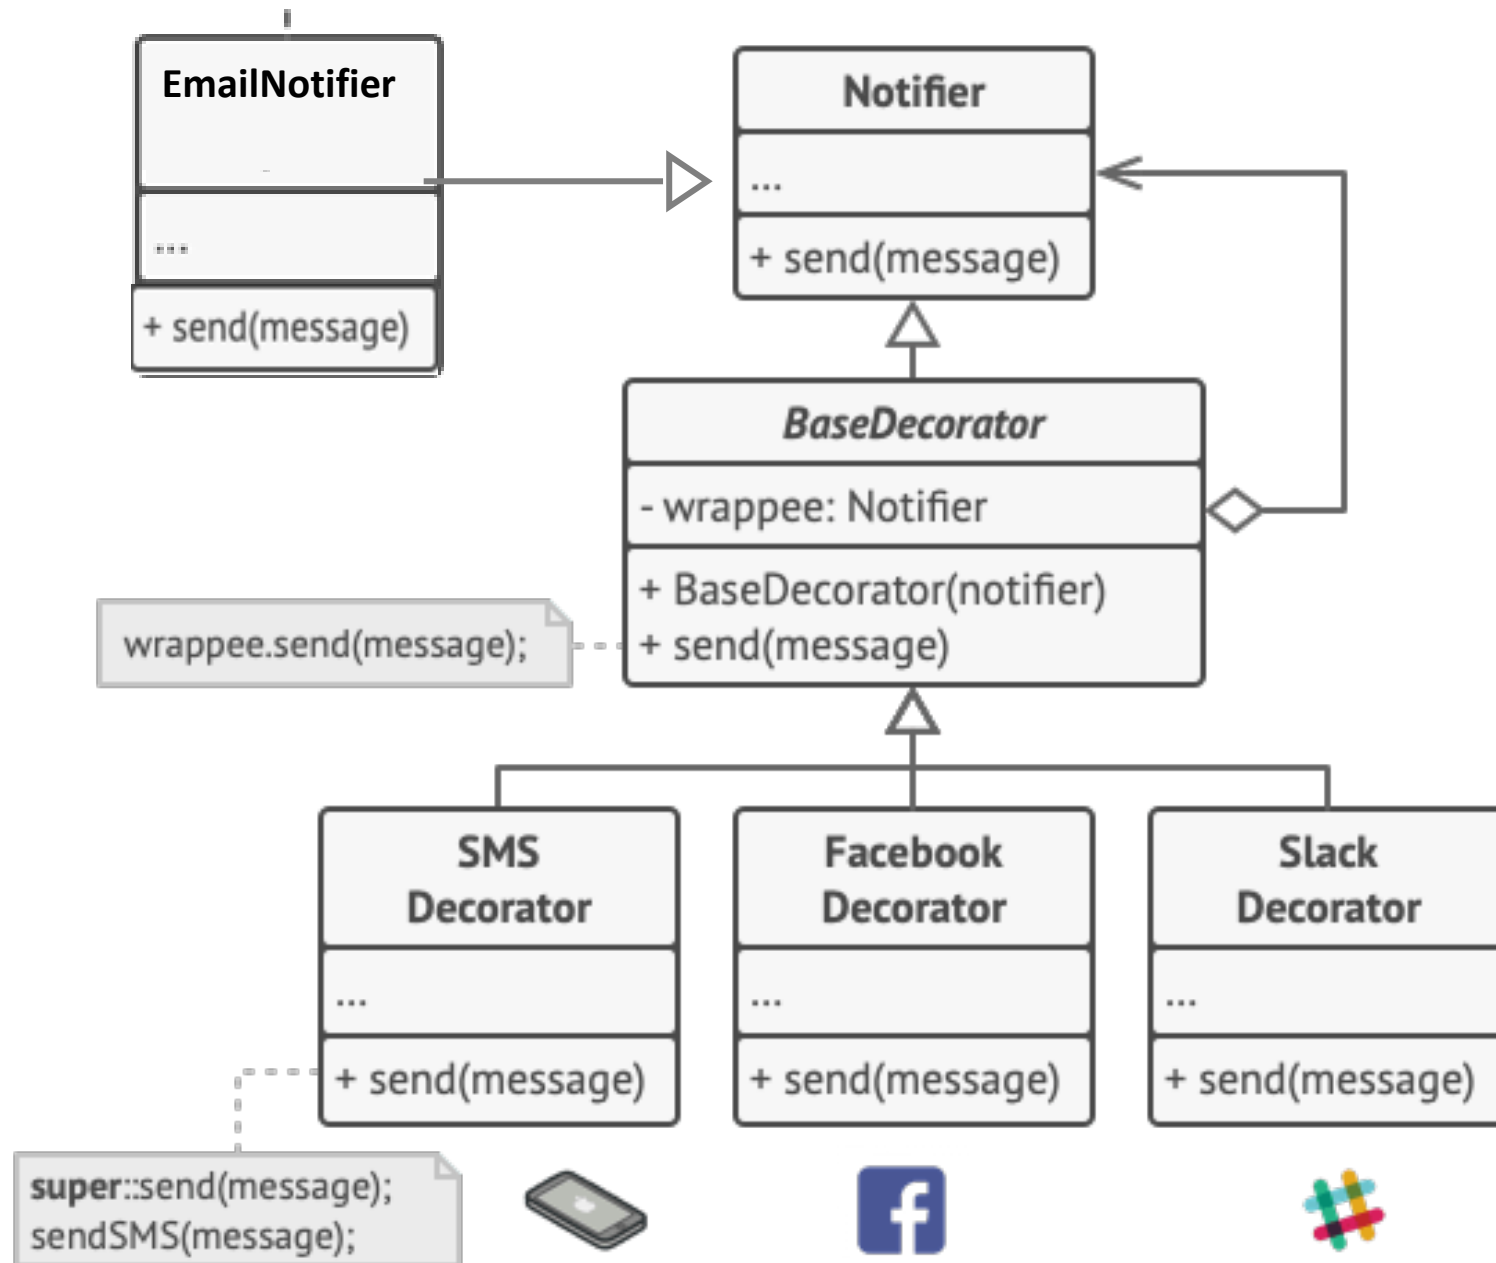 EmailNotifier
...
+ send(message)
Notifier
...
+ send(message)
BaseDecorator
- wrappee: Notifier
+ BaseDecorator(notifier)
+ send(message)
wrappee.send(message);
SMS
Decorator
...
+ send(message)
Facebook
Decorator
...
+ send(message)
Slack
Decorator
...
+ send(message)
super::send(message);
sendSMS(message);